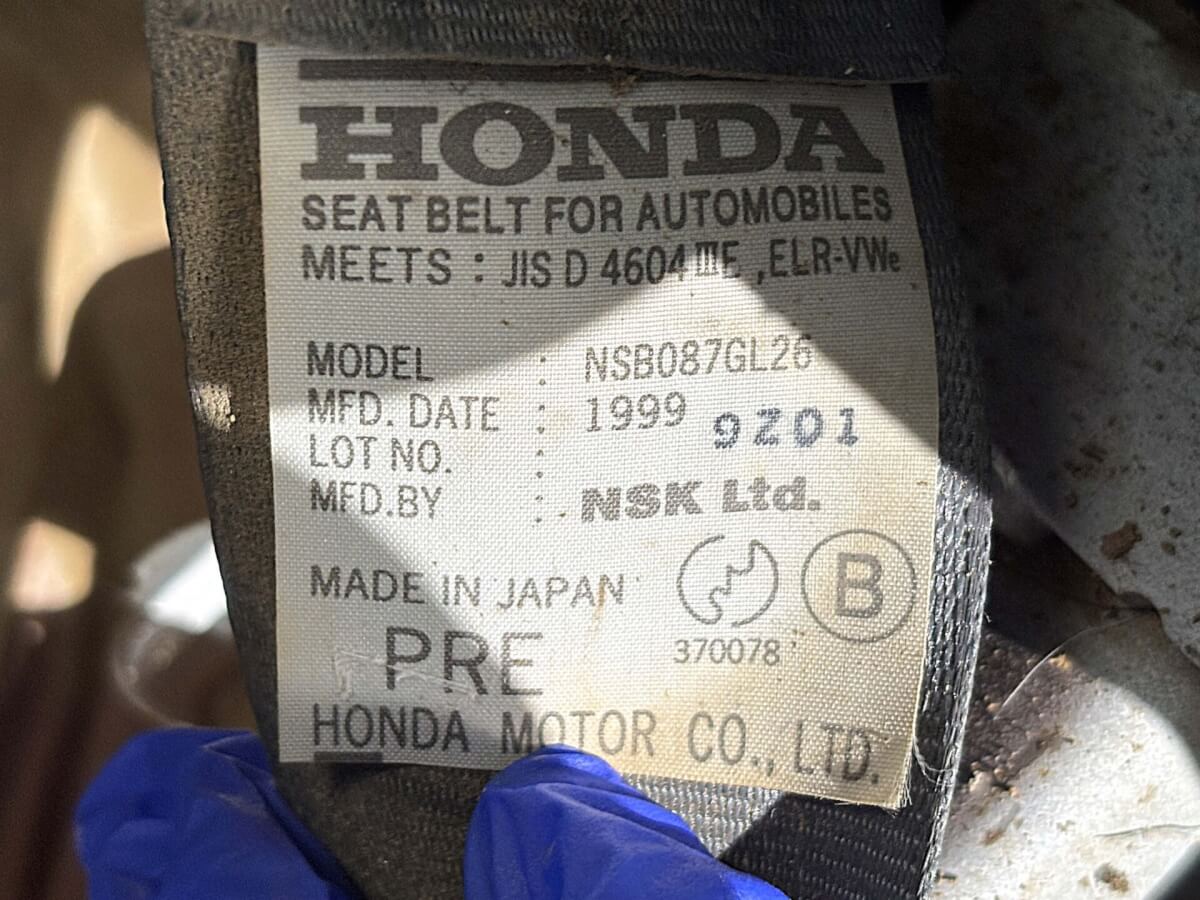 HONDA
SEAT BELT FOR AUTOMOBILES
MEETS : JIS D 4604 ⅢE ,ELR-VWe
MODEL : NSB087GL26
MFD. DATE : 1999 9Z01
LOT NO. :
MFD.BY : NSK Ltd.
MADE IN JAPAN
B
370078
PRE
HONDA MOTOR CO., LTD.